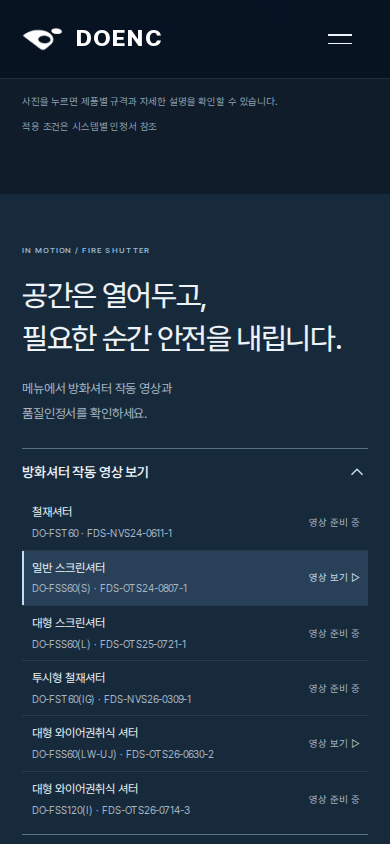 DOENC
사진을 누르면 제품별 규격과 자세한 설명을 확인할 수 있습니다.
적용 조건은 시스템별 인정서 참조
IN MOTION / FIRE SHUTTER
공간은 열어두고,
필요한 순간 안전을 내립니다.
메뉴에서 방화셔터 작동 영상과
품질인정서를 확인하세요.
방화셔터 작동 영상 보기
철재셔터
영상 준비 중
DO-FST60 · FDS-NVS24-0611-1
일반 스크린셔터
영상 보기 ▷
DO-FSS60(S) · FDS-OTS24-0807-1
대형 스크린셔터
영상 준비 중
DO-FSS60(L) · FDS-OTS25-0721-1
투시형 철재셔터
영상 준비 중
DO-FST60(IG) · FDS-NVS26-0309-1
대형 와이어권취식 셔터
영상 보기 ▷
DO-FSS60(LW-UJ) · FDS-OTS26-0630-2
대형 와이어권취식 셔터
영상 준비 중
DO-FSS120(I) · FDS-OTS26-0714-3